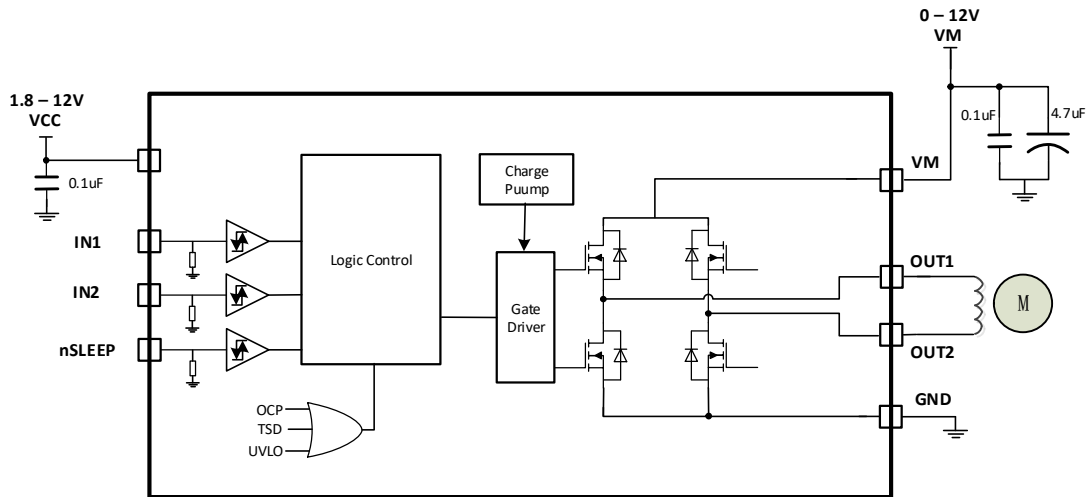 0 – 12V
VM
1.8 – 12V
VCC
0.1uF
4.7uF
0.1uF
VM
Charge
Puump
IN1
Logic Control
IN2
Gate
Driver
OUT1
M
nSLEEP
OUT2
GND
OCP
TSD
UVLO